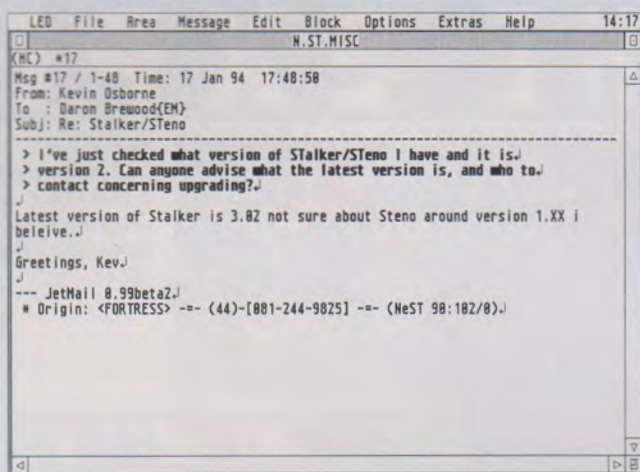 LED File Area Message Edit Block Options Extras Help 14:17
N.ST.MISC
(HC) *17
Msg #17 / 1-48 Time: 17 Jan 94 17:48:50
From: Kevin Osborne
To : Daron Brewood{EM}
Subj: Re: Stalker/STeno
> I've just checked what version of STalker/STeno I have and it is
> version 2. Can anyone advise what the latest version is, and who to
> contact concerning upgrading?
Latest version of Stalker is 3.02 not sure about Steno around version 1.XX i
beleive.
Greetings, Kev
--- JetMail 0.99beta2
* Origin: <FORTRESS> -=- (44)-[081-244-9825] -=- (NeST 90:102/0)